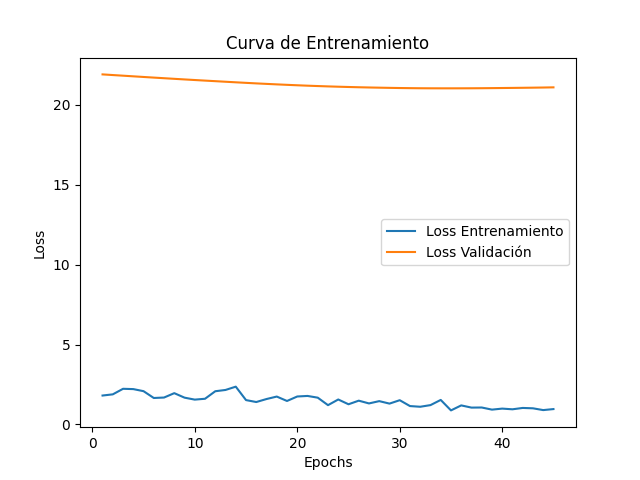 Curva de Entrenamiento
Loss
20
15
10
5
0
Loss Entrenamiento
Loss Validación
0 10 20 30 40
Epochs